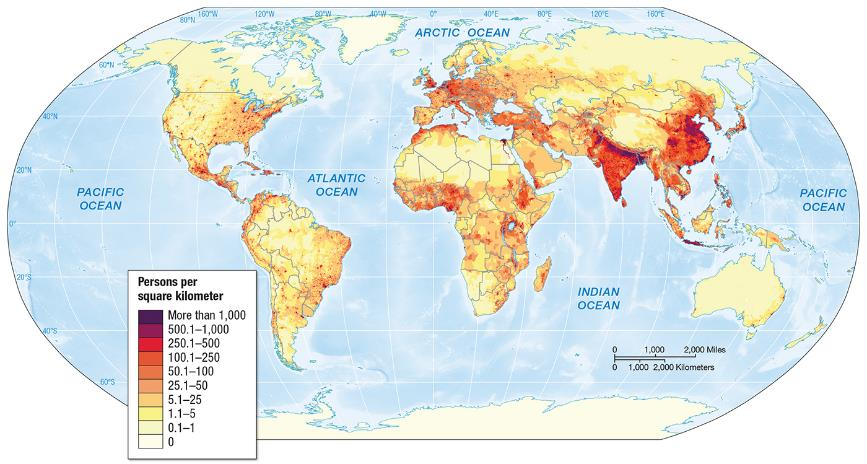 160°W
120°W
80°W
40°W
0°
40°E
80°E
120°E
160°E
80°N
ARCTIC OCEAN
60°N
40°N
20°N
ATLANTIC
OCEAN
PACIFIC
OCEAN
PACIFIC
OCEAN
0°
INDIAN
OCEAN
20°S
40°S
60°S
Persons per
square kilometer
More than 1,000
500.1–1,000
250.1–500
100.1–250
50.1–100
25.1–50
5.1–25
1.1–5
0.1–1
0
0 1,000 2,000 Miles
0 1,000 2,000 Kilometers